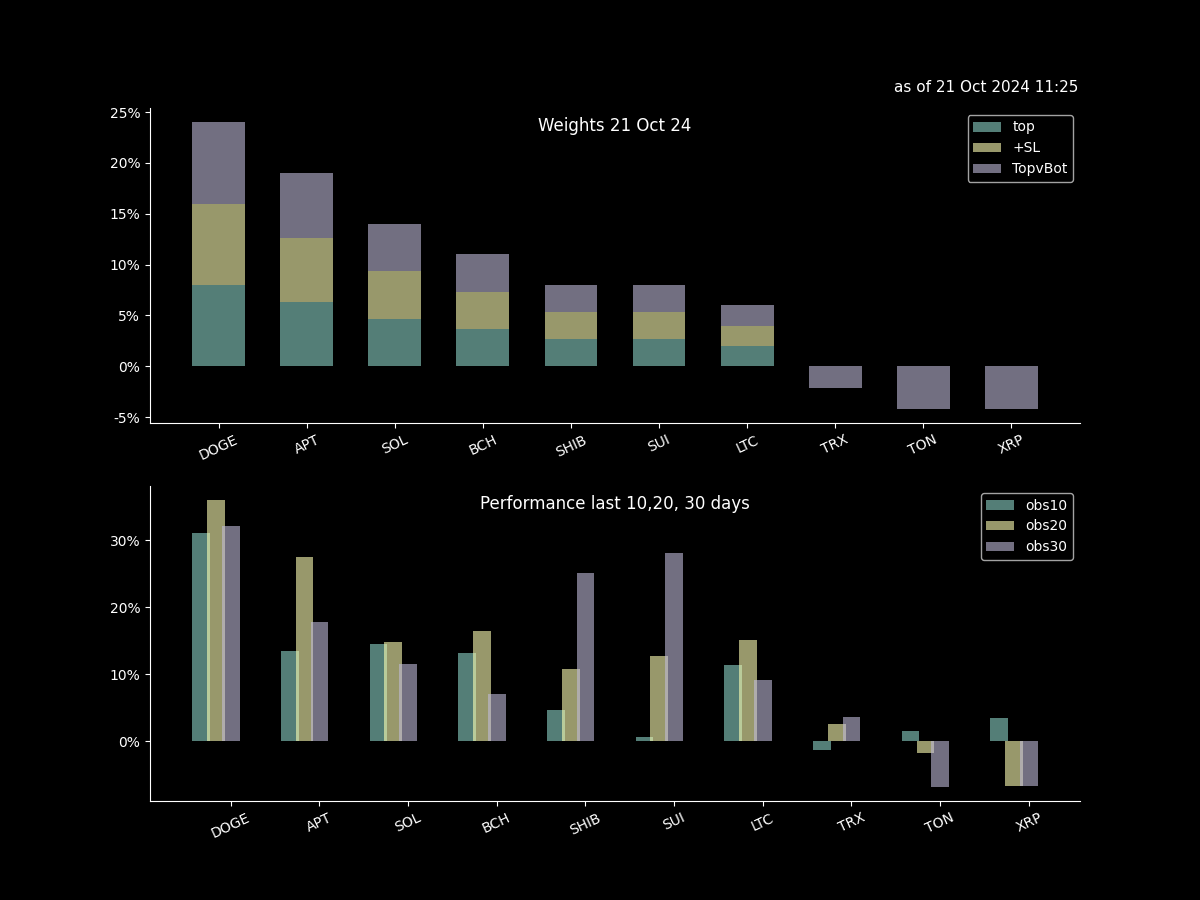 as of 21 Oct 2024 11:25
Weights 21 Oct 24
top
+SL
TopvBot
25%
20%
15%
10%
5%
0%
-5%
DOGE APT SOL BCH SHIB SUI LTC TRX TON XRP
Performance last 10,20, 30 days
obs10
obs20
obs30
30%
20%
10%
0%
DOGE APT SOL BCH SHIB SUI LTC TRX TON XRP